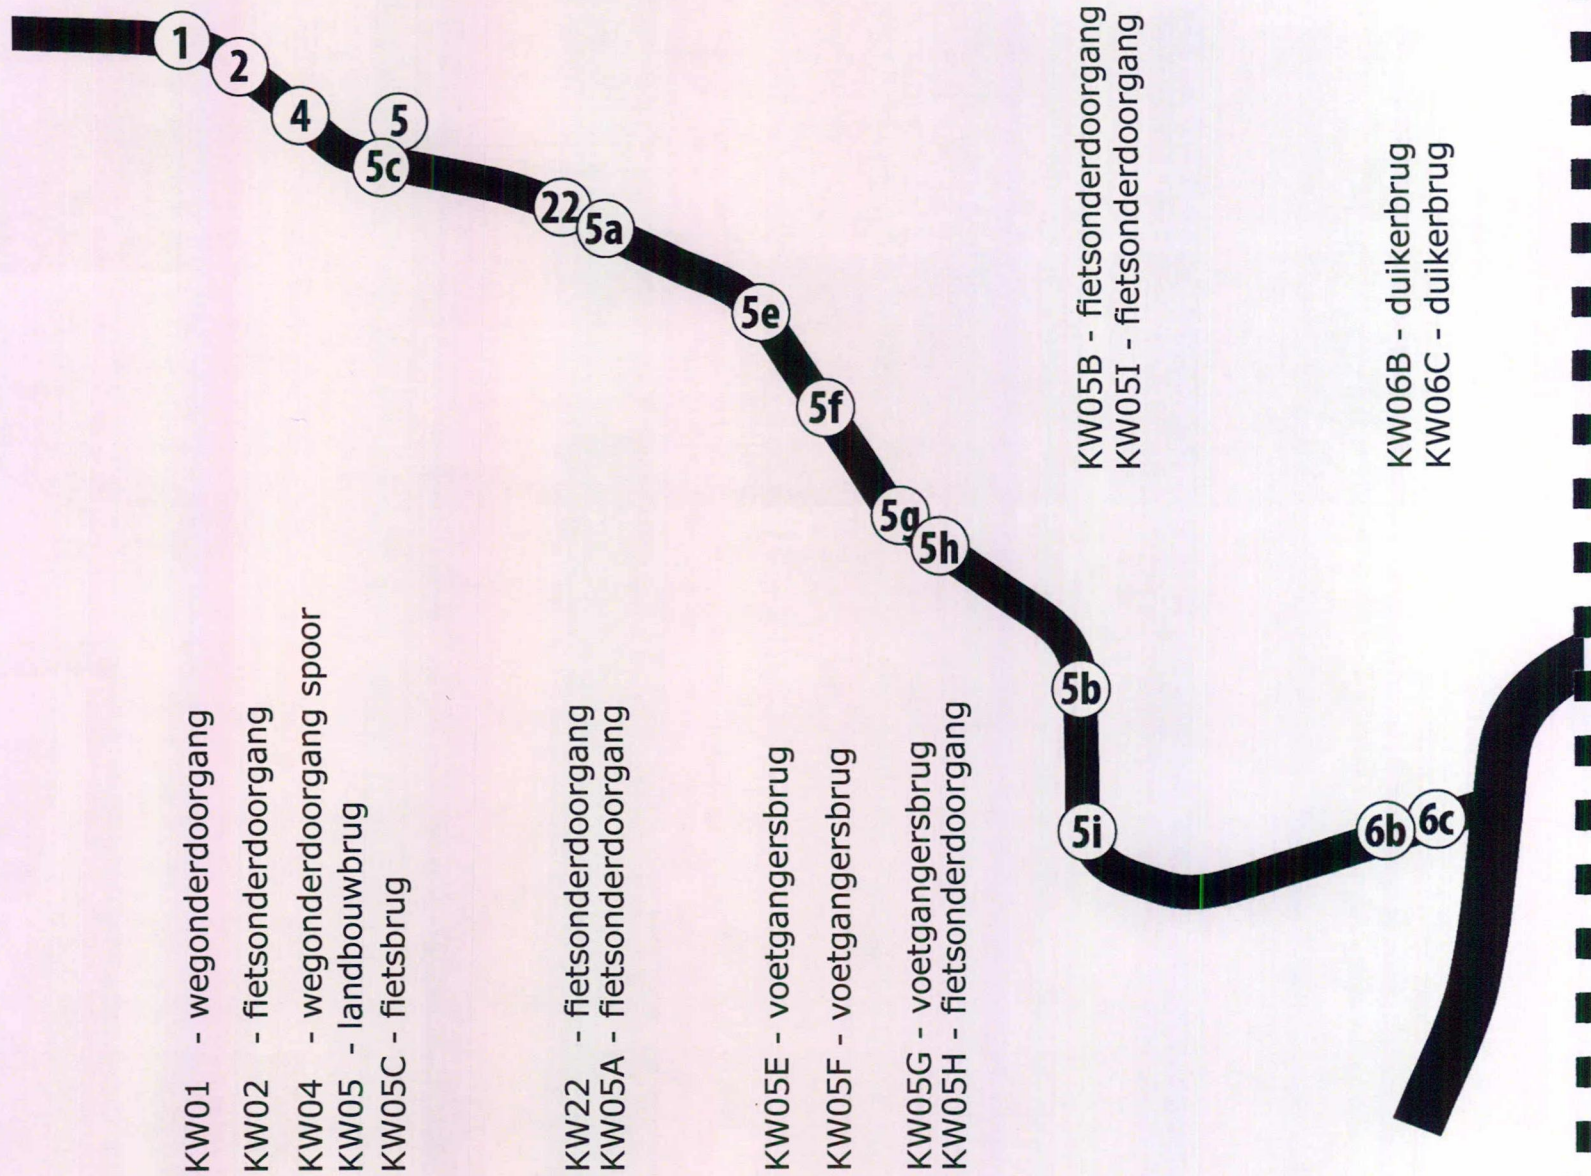 1
2
4
5
5c
22
5a
5e
5f
5g
5h
5b
5i
6b
6c
KW01 - wegonderdoorgang
KW02 - fietsonderdoorgang
KW04 - wegonderdoorgang spoor
KW05 - landbouwbrug
KW05C - fietsbrug
KW22 - fietsonderdoorgang
KW05A - fietsonderdoorgang
KW05E - voetgangersbrug
KW05F - voetgangersbrug
KW05G - voetgangersbrug
KW05H - fietsonderdoorgang
KW05B - fietsonderdoorgang
KW05I - fietsonderdoorgang
KW06B - duikerbrug
KW06C - duikerbrug